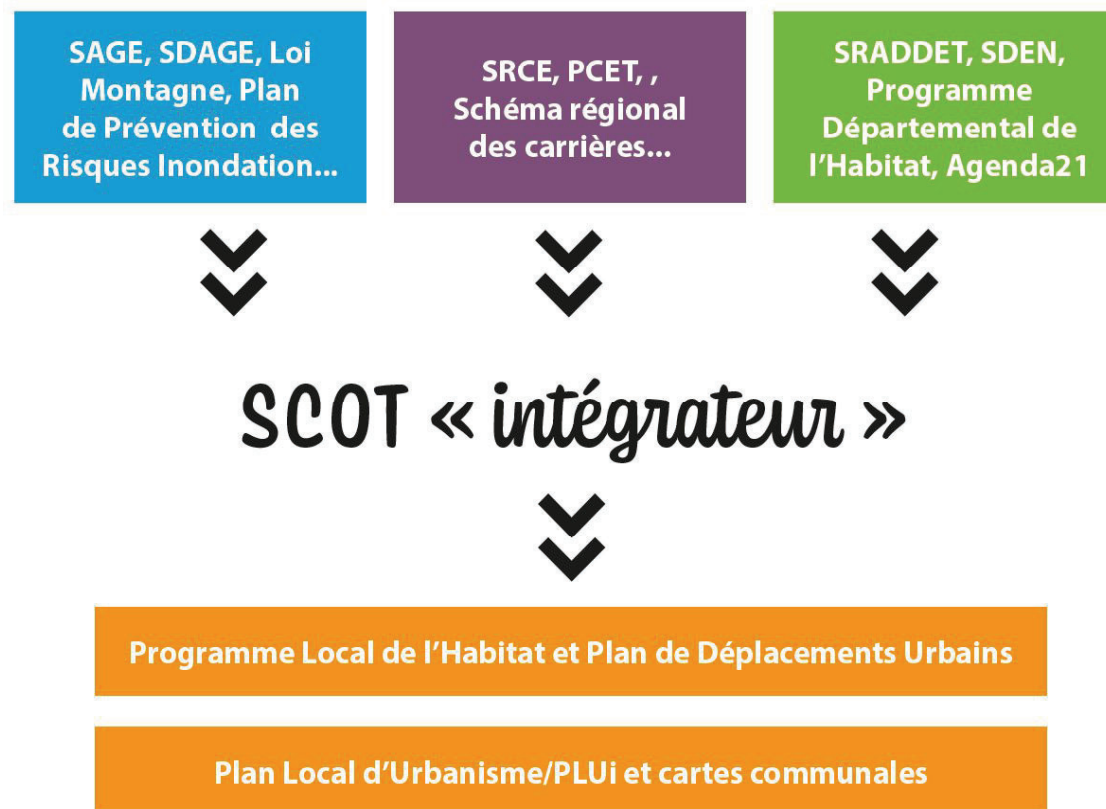 SAGE, SDAGE, Loi
Montagne, Plan
de Prévention des
Risques Inondation...
SRCE, PCET, ,
Schéma régional
des carrières...
SRADDET, SDEN,
Programme
Départemental de
l'Habitat, Agenda21
SCOT « intégrateur »
Programme Local de l'Habitat et Plan de Déplacements Urbains
Plan Local d'Urbanisme/PLUi et cartes communales